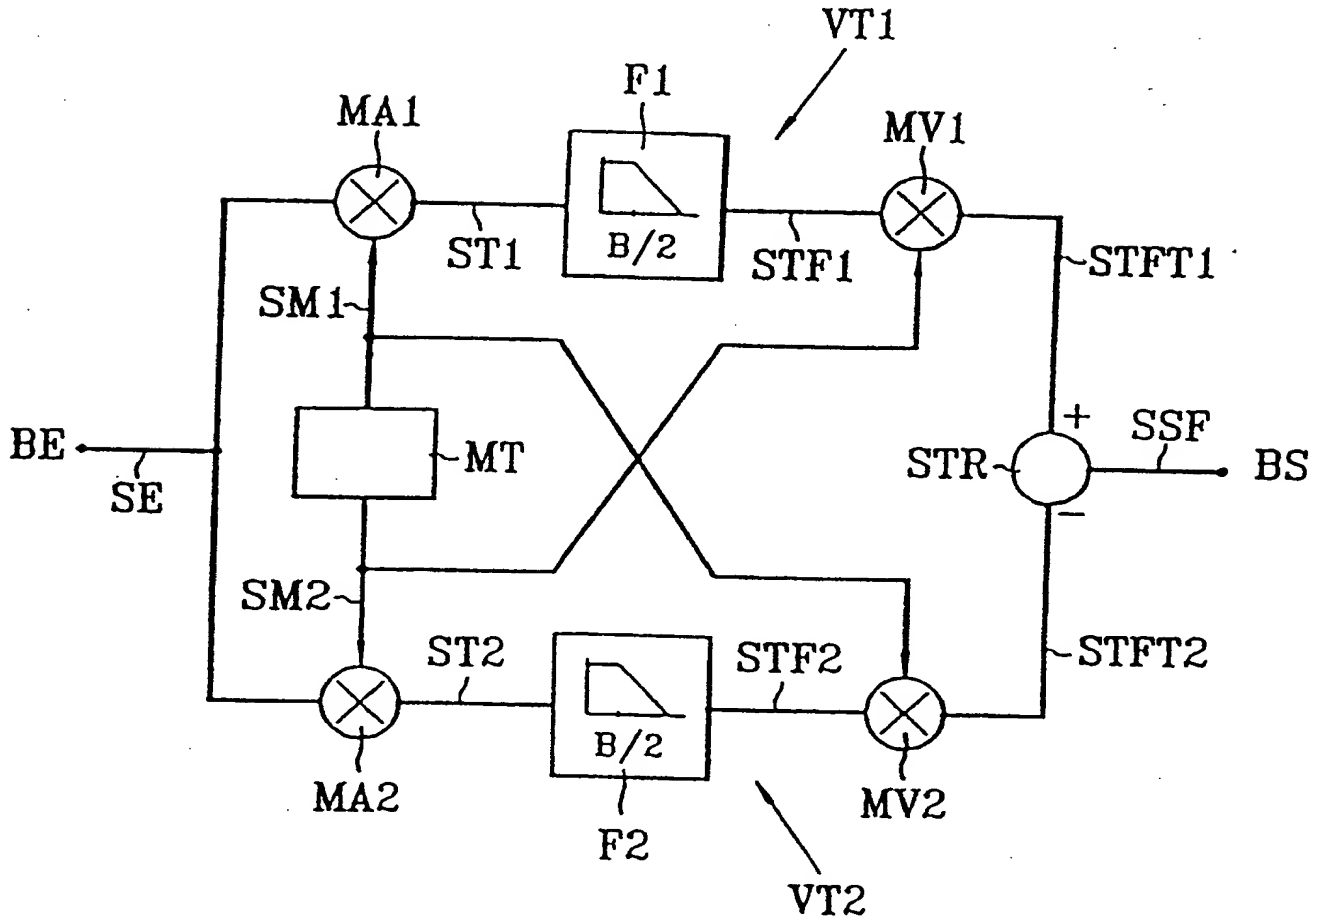 VT1
F1
MA1
MV1
B/2
ST1
STF1
STFT1
SM1
+
SSF
BE
MT
STR
BS
SE
−
SM2
ST2
STF2
STFT2
B/2
MA2
MV2
F2
VT2